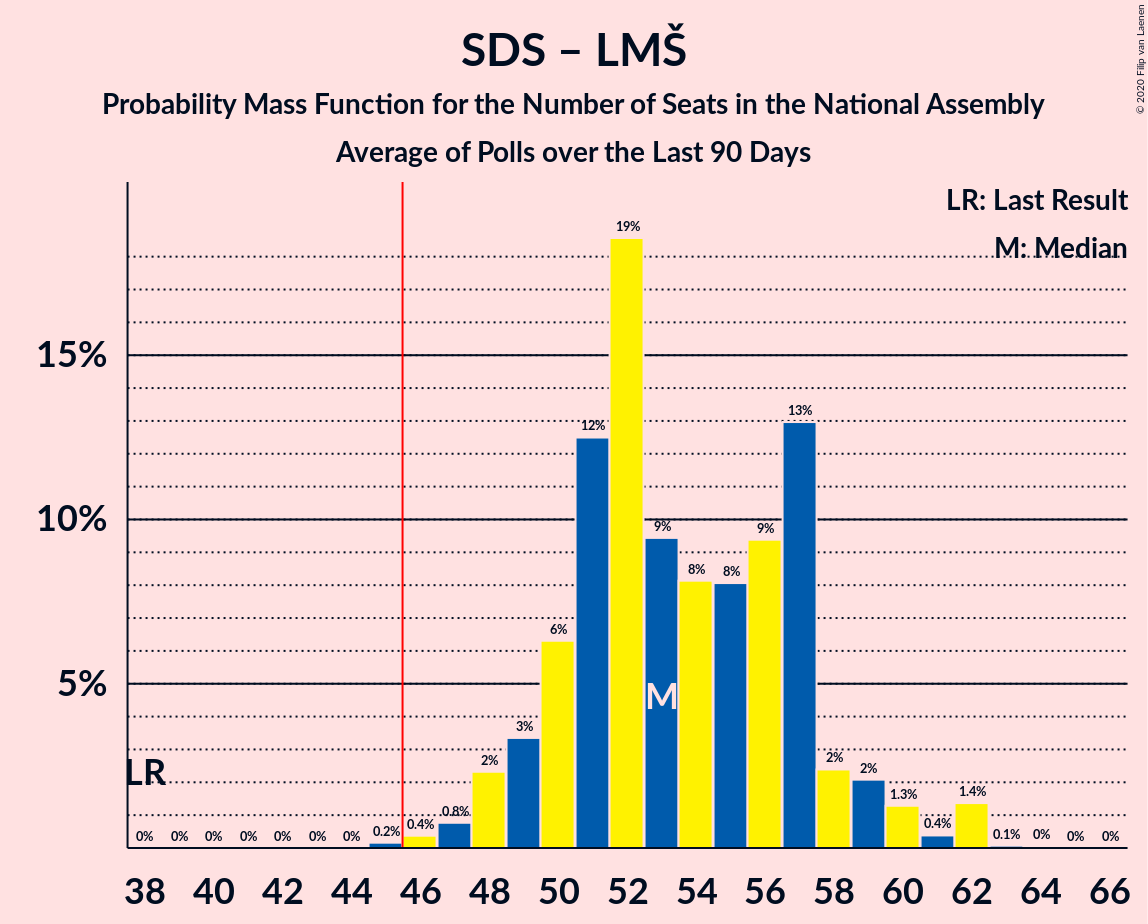 SDS – LMŠ
Probability Mass Function for the Number of Seats in the National Assembly
Average of Polls over the Last 90 Days
© 2020 Filip van Laenen
LR: Last Result
M: Median
15%
10%
5%
LR
M
0% 0% 0% 0% 0% 0% 0% 0.2% 0.4% 0.8% 2% 3% 6% 12% 19% 9% 8% 8% 9% 13% 2% 2% 1.3% 0.4% 1.4% 0.1% 0% 0% 0%
38 40 42 44 46 48 50 52 54 56 58 60 62 64 66